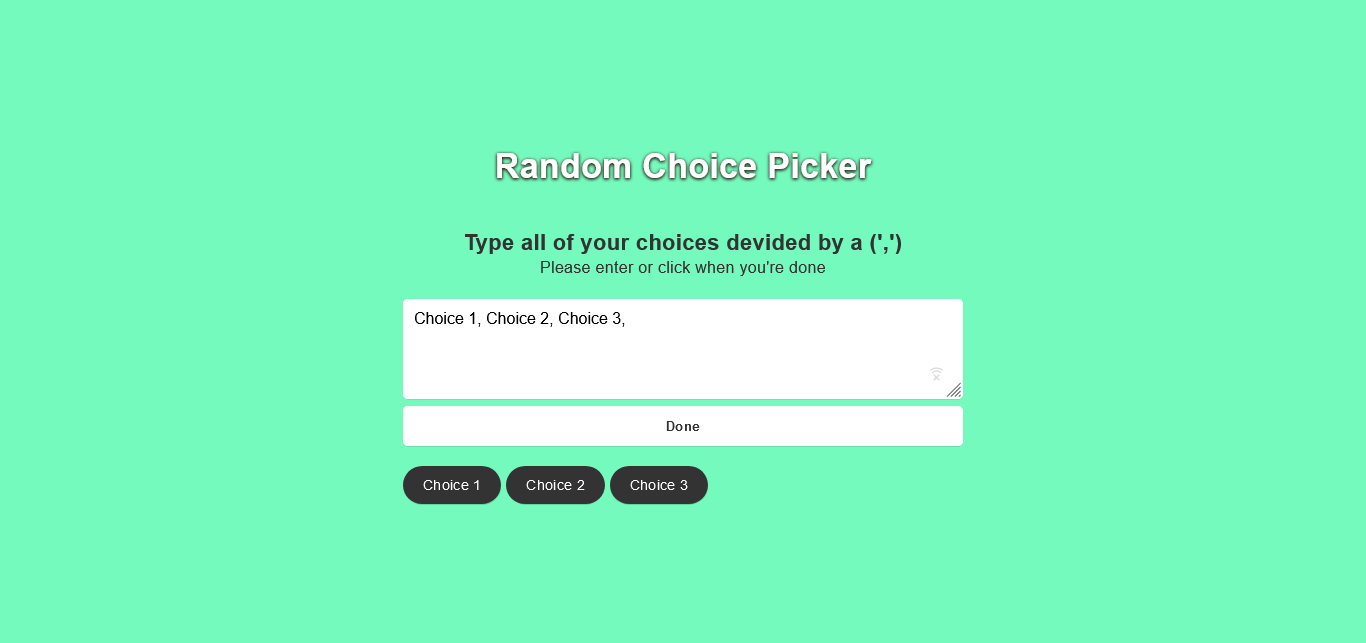 Random Choice Picker
Type all of your choices devided by a (',')
Please enter or click when you're done
Choice 1, Choice 2, Choice 3,
Done
Choice 1 Choice 2 Choice 3